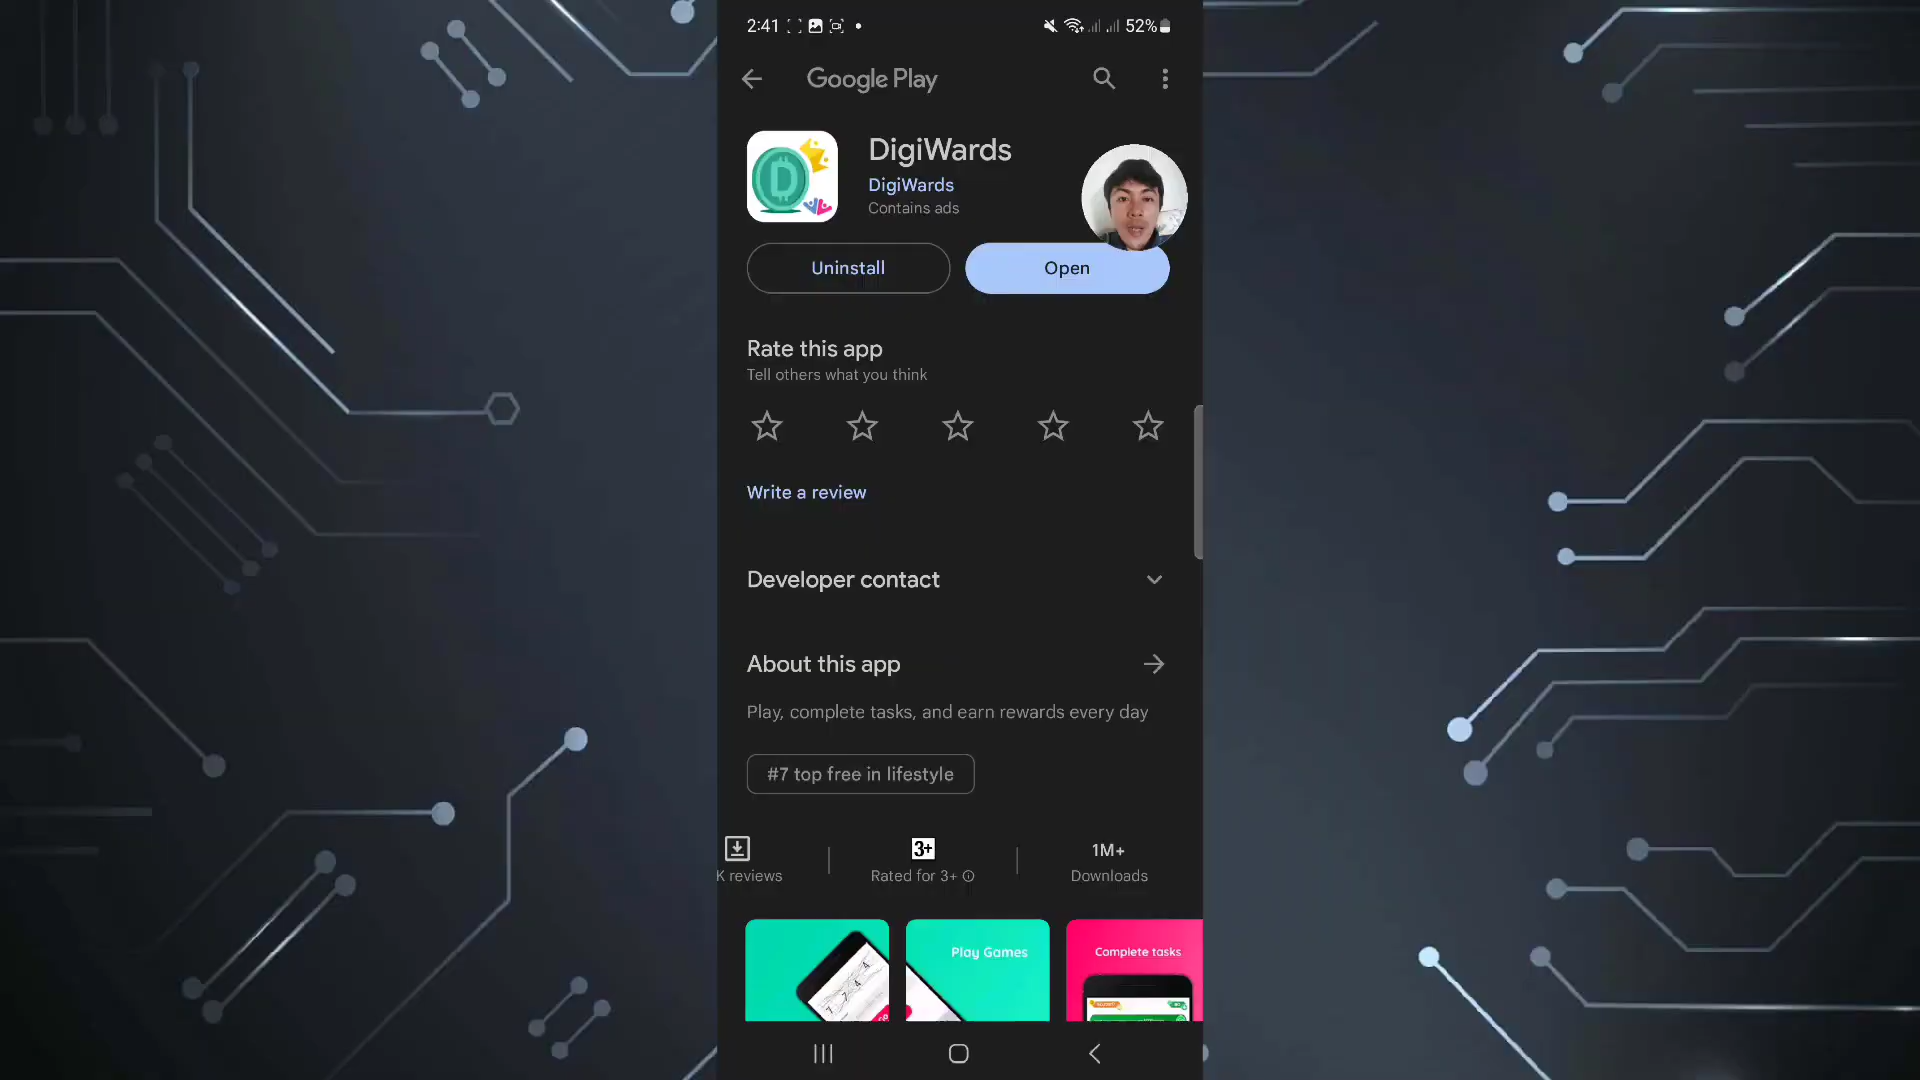 2:41
52%
Google Play
DigiWards
DigiWards
Contains ads
Uninstall
Open
Rate this app
Tell others what you think
Write a review
Developer contact
About this app
Play, complete tasks, and earn rewards every day
#7 top free in lifestyle
K reviews
3+
Rated for 3+
1M+
Downloads
Play Games
Complete tasks